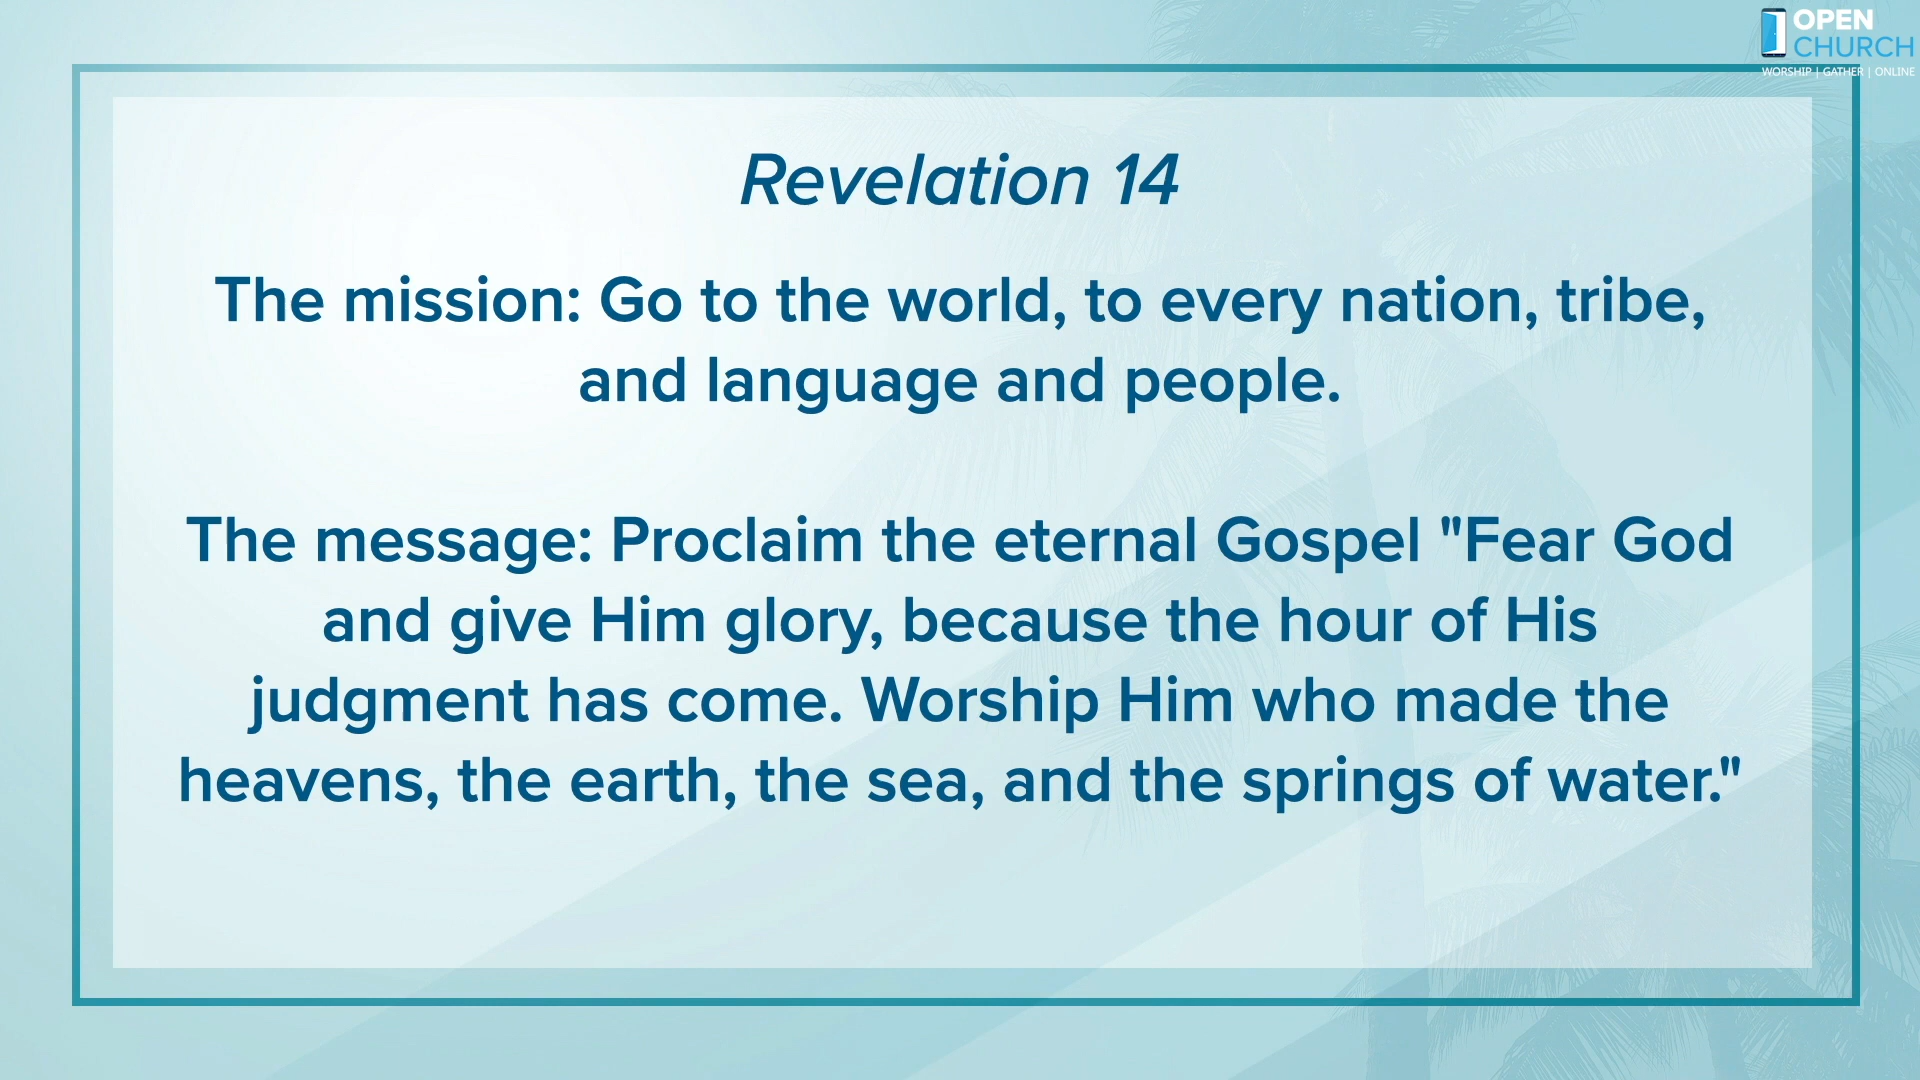 OPEN
CHURCH
WORSHIP | GATHER | ONLINE
Revelation 14
The mission: Go to the world, to every nation, tribe,
and language and people.
The message: Proclaim the eternal Gospel "Fear God
and give Him glory, because the hour of His
judgment has come. Worship Him who made the
heavens, the earth, the sea, and the springs of water."